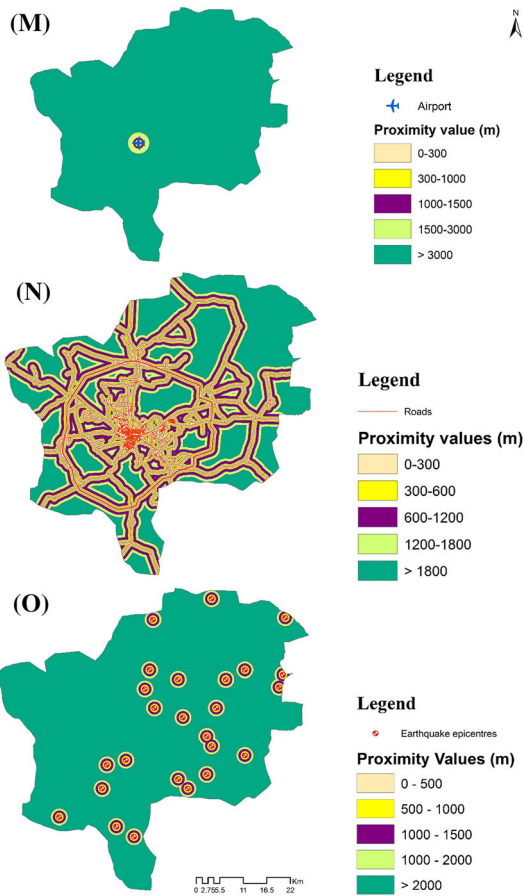 (M)
N
Legend
Airport
Proximity value (m)
0-300
300-1000
1000-1500
1500-3000
> 3000
(N)
Legend
Roads
Proximity values (m)
0-300
300-600
600-1200
1200-1800
> 1800
(O)
Legend
Earthquake epicentres
Proximity Values (m)
0 - 500
500 - 1000
1000 - 1500
1000 - 2000
> 2000
Km
0 2.75 5.5 11 16.5 22